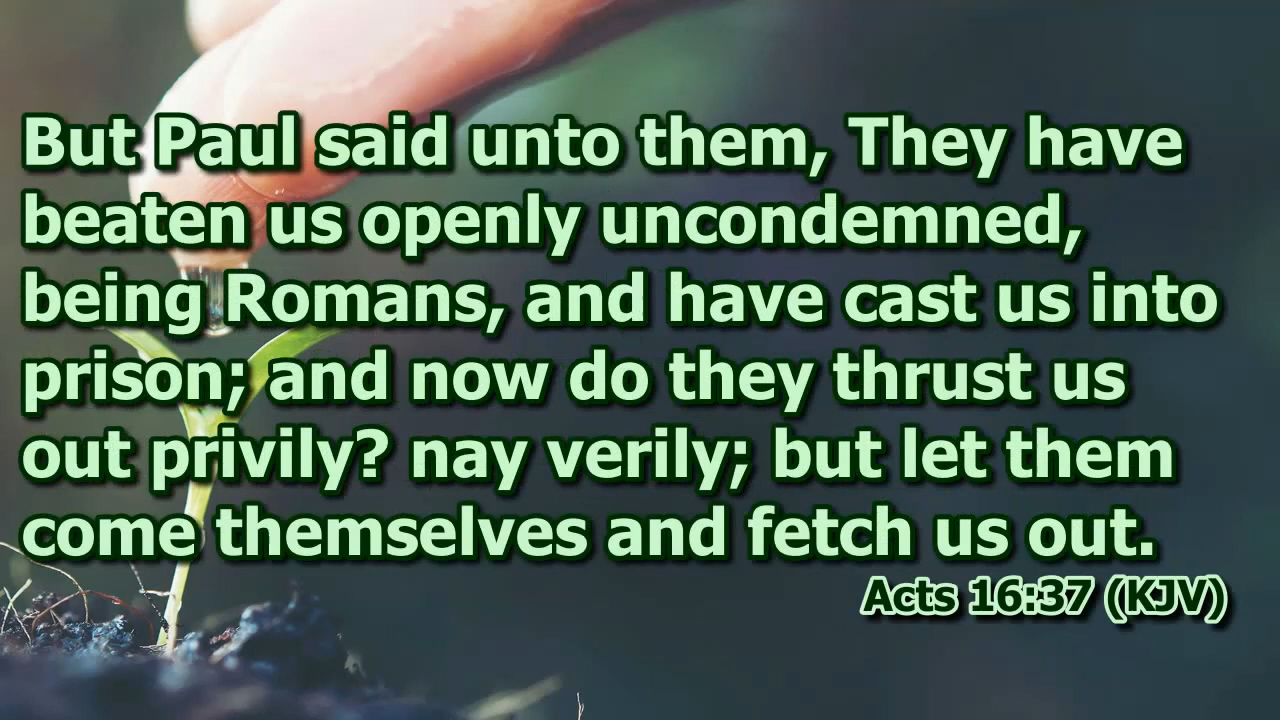 But Paul said unto them, They have
beaten us openly uncondemned,
being Romans, and have cast us into
prison; and now do they thrust us
out privily? nay verily; but let them
come themselves and fetch us out.
Acts 16:37 (KJV)